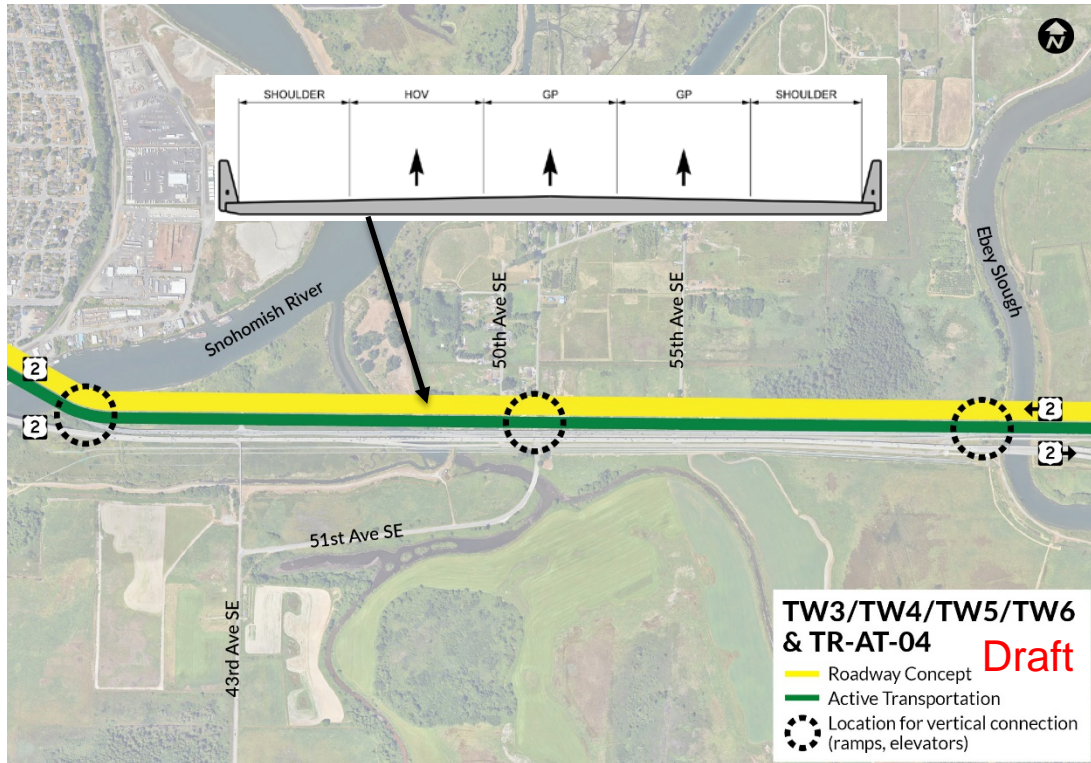 N
SHOULDER HOV GP GP SHOULDER
Snohomish River
50th Ave SE
55th Ave SE
Ebey Slough
2
2
2
2
51st Ave SE
43rd Ave SE
TW3/TW4/TW5/TW6
& TR-AT-04
Draft
Roadway Concept
Active Transportation
Location for vertical connection
(ramps, elevators)